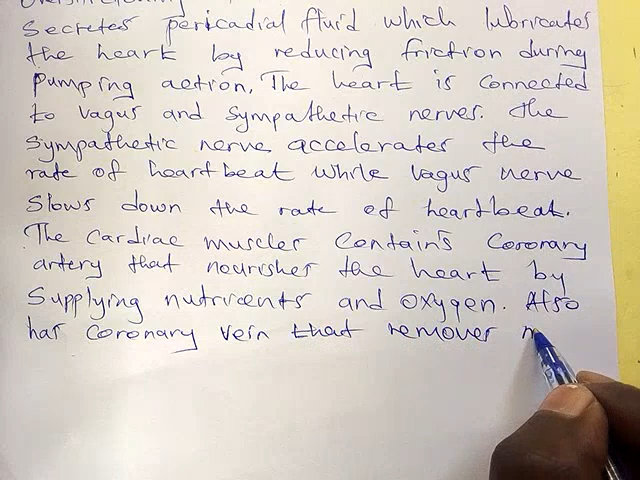 Secretes pericadial fluid which lubricates
the heart by reducing friction during
pumping action. The heart is connected
to vagus and sympathetic nerves. The
sympathetic nerve accelerates the
rate of heartbeat while vagus nerve
slows down the rate of heartbeat.
The cardiac muscles contains coronary
artery that nourishes the heart by
supplying nutrients and oxygen. Also
has coronary vein that removes